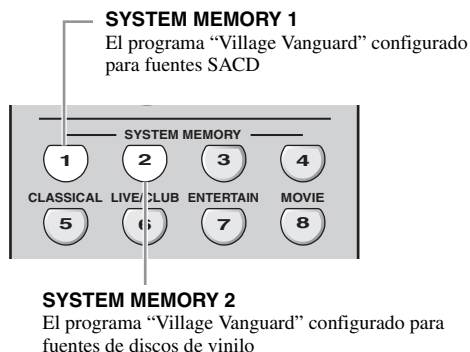 SYSTEM MEMORY 1
El programa “Village Vanguard” configurado
para fuentes SACD
SYSTEM MEMORY
1 2 3 4
CLASSICAL LIVE/CLUB ENTERTAIN MOVIE
5 6 7 8
SYSTEM MEMORY 2
El programa “Village Vanguard” configurado para
fuentes de discos de vinilo